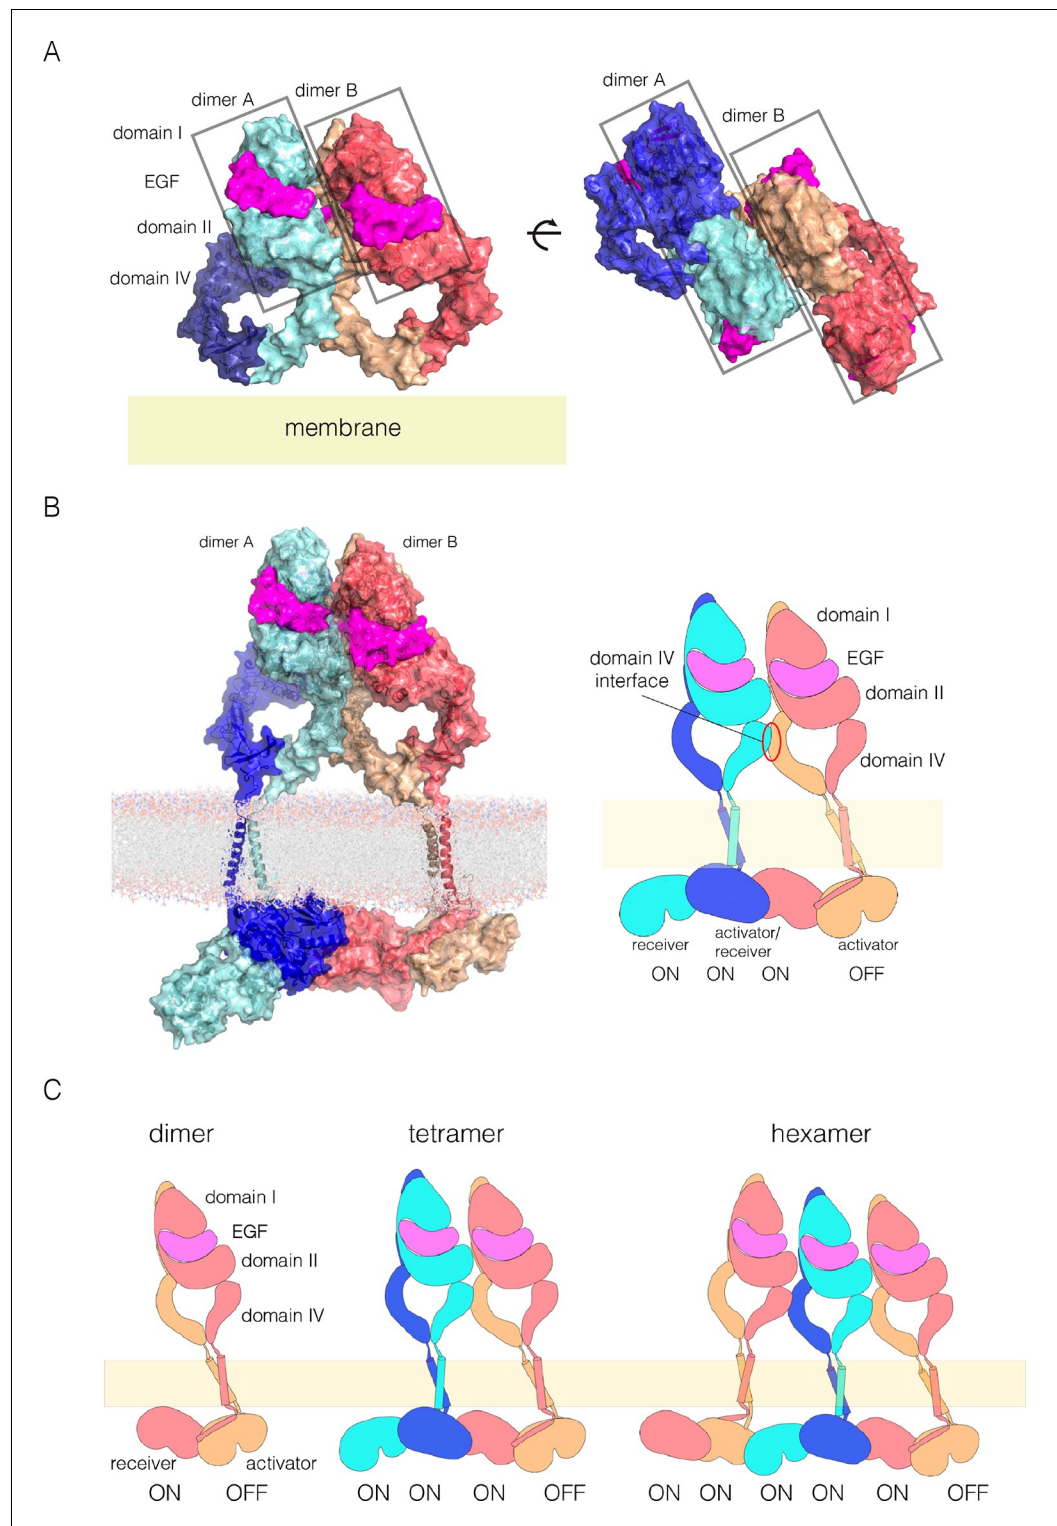 A
dimer A
dimer B
domain I
EGF
domain II
domain IV
dimer A
dimer B
membrane
B
dimer A
dimer B
domain IV
interface
domain I
EGF
domain II
domain IV
receiver
activator/
receiver
activator
ON
ON
ON
OFF
C
dimer
tetramer
hexamer
domain I
EGF
domain II
domain IV
receiver
activator
ON
OFF
ON
ON
ON
OFF
ON
ON
ON
ON
ON
OFF